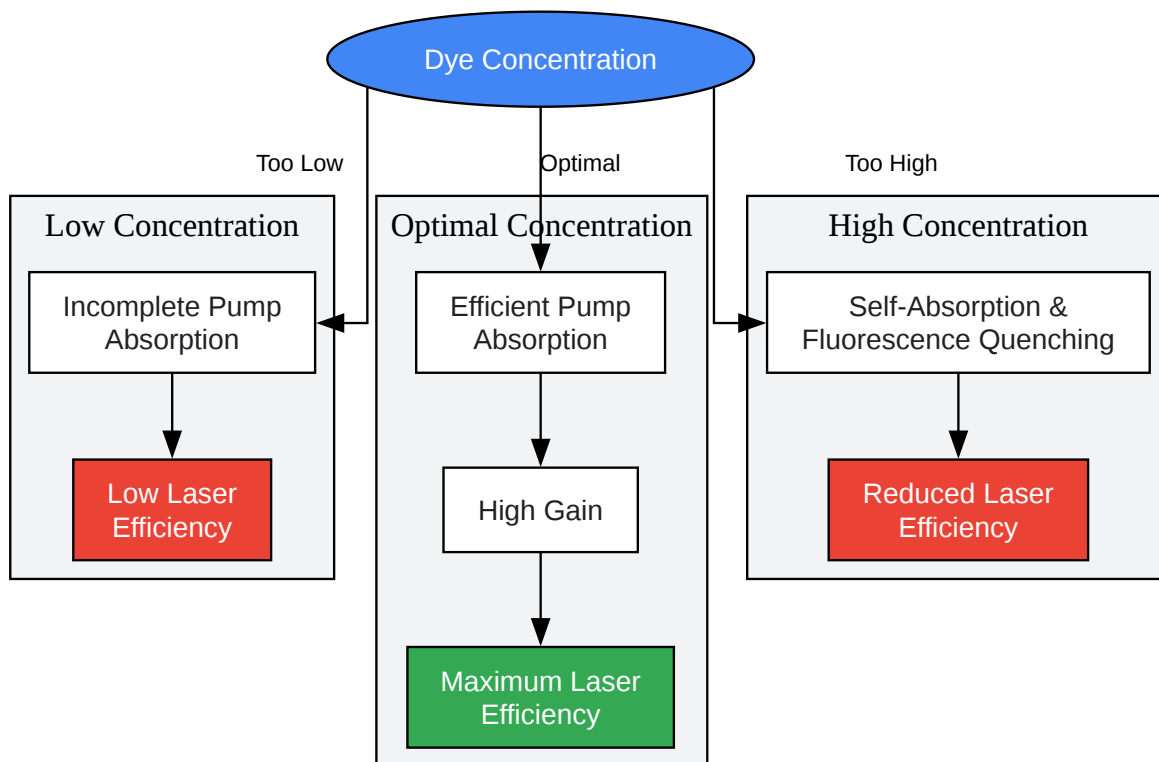 Dye Concentration
Too Low
Optimal
Too High
Low Concentration
Optimal Concentration
High Concentration
Incomplete Pump
Absorption
Efficient Pump
Absorption
Self-Absorption &
Fluorescence Quenching
Low Laser
Efficiency
High Gain
Reduced Laser
Efficiency
Maximum Laser
Efficiency